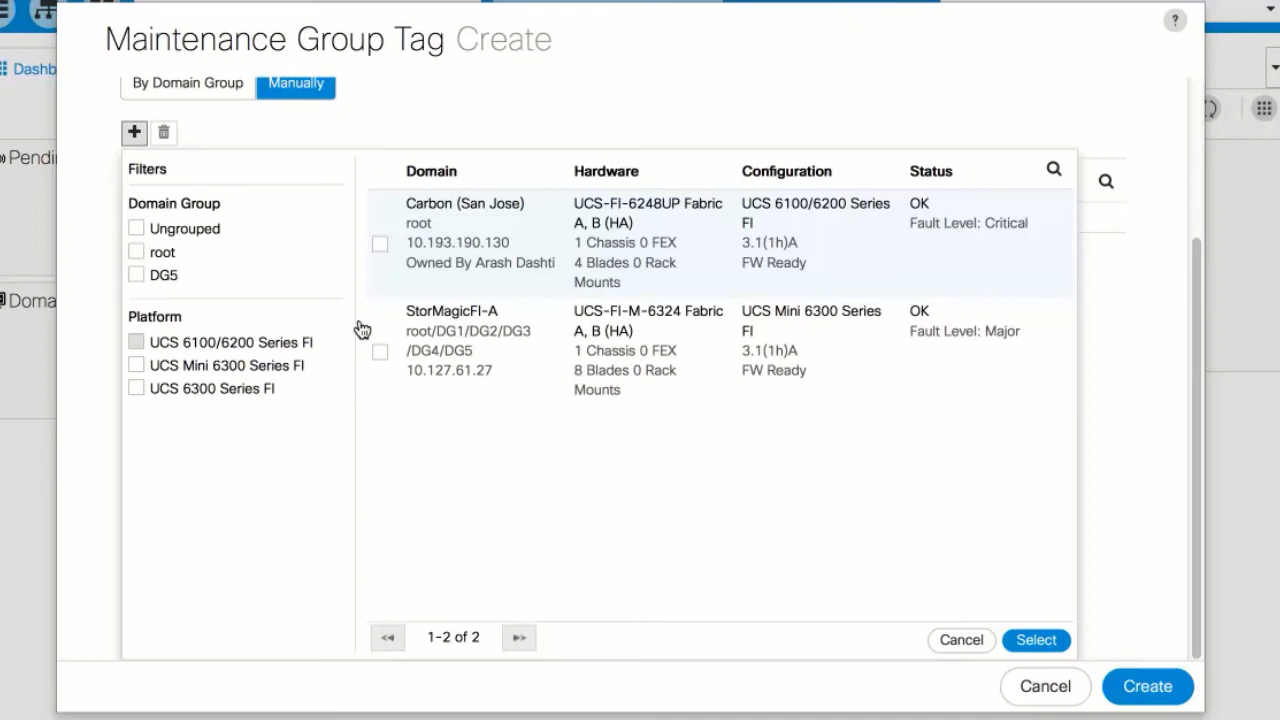 Maintenance Group Tag Create
?
Dashb
By Domain Group
Manually
Pendi
Filters
Domain Group
Ungrouped
root
DG5
Platform
UCS 6100/6200 Series FI
UCS Mini 6300 Series FI
UCS 6300 Series FI
Domain Hardware Configuration Status
Carbon (San Jose)
root
10.193.190.130
Owned By Arash Dashti
UCS-FI-6248UP Fabric
A, B (HA)
1 Chassis 0 FEX
4 Blades 0 Rack
Mounts
UCS 6100/6200 Series
FI
3.1(1h)A
FW Ready
OK
Fault Level: Critical
StorMagicFI-A
root/DG1/DG2/DG3
/DG4/DG5
10.127.61.27
UCS-FI-M-6324 Fabric
A, B (HA)
1 Chassis 0 FEX
8 Blades 0 Rack
Mounts
UCS Mini 6300 Series
FI
3.1(1h)A
FW Ready
OK
Fault Level: Major
Doma
1-2 of 2
Cancel
Select
Cancel
Create